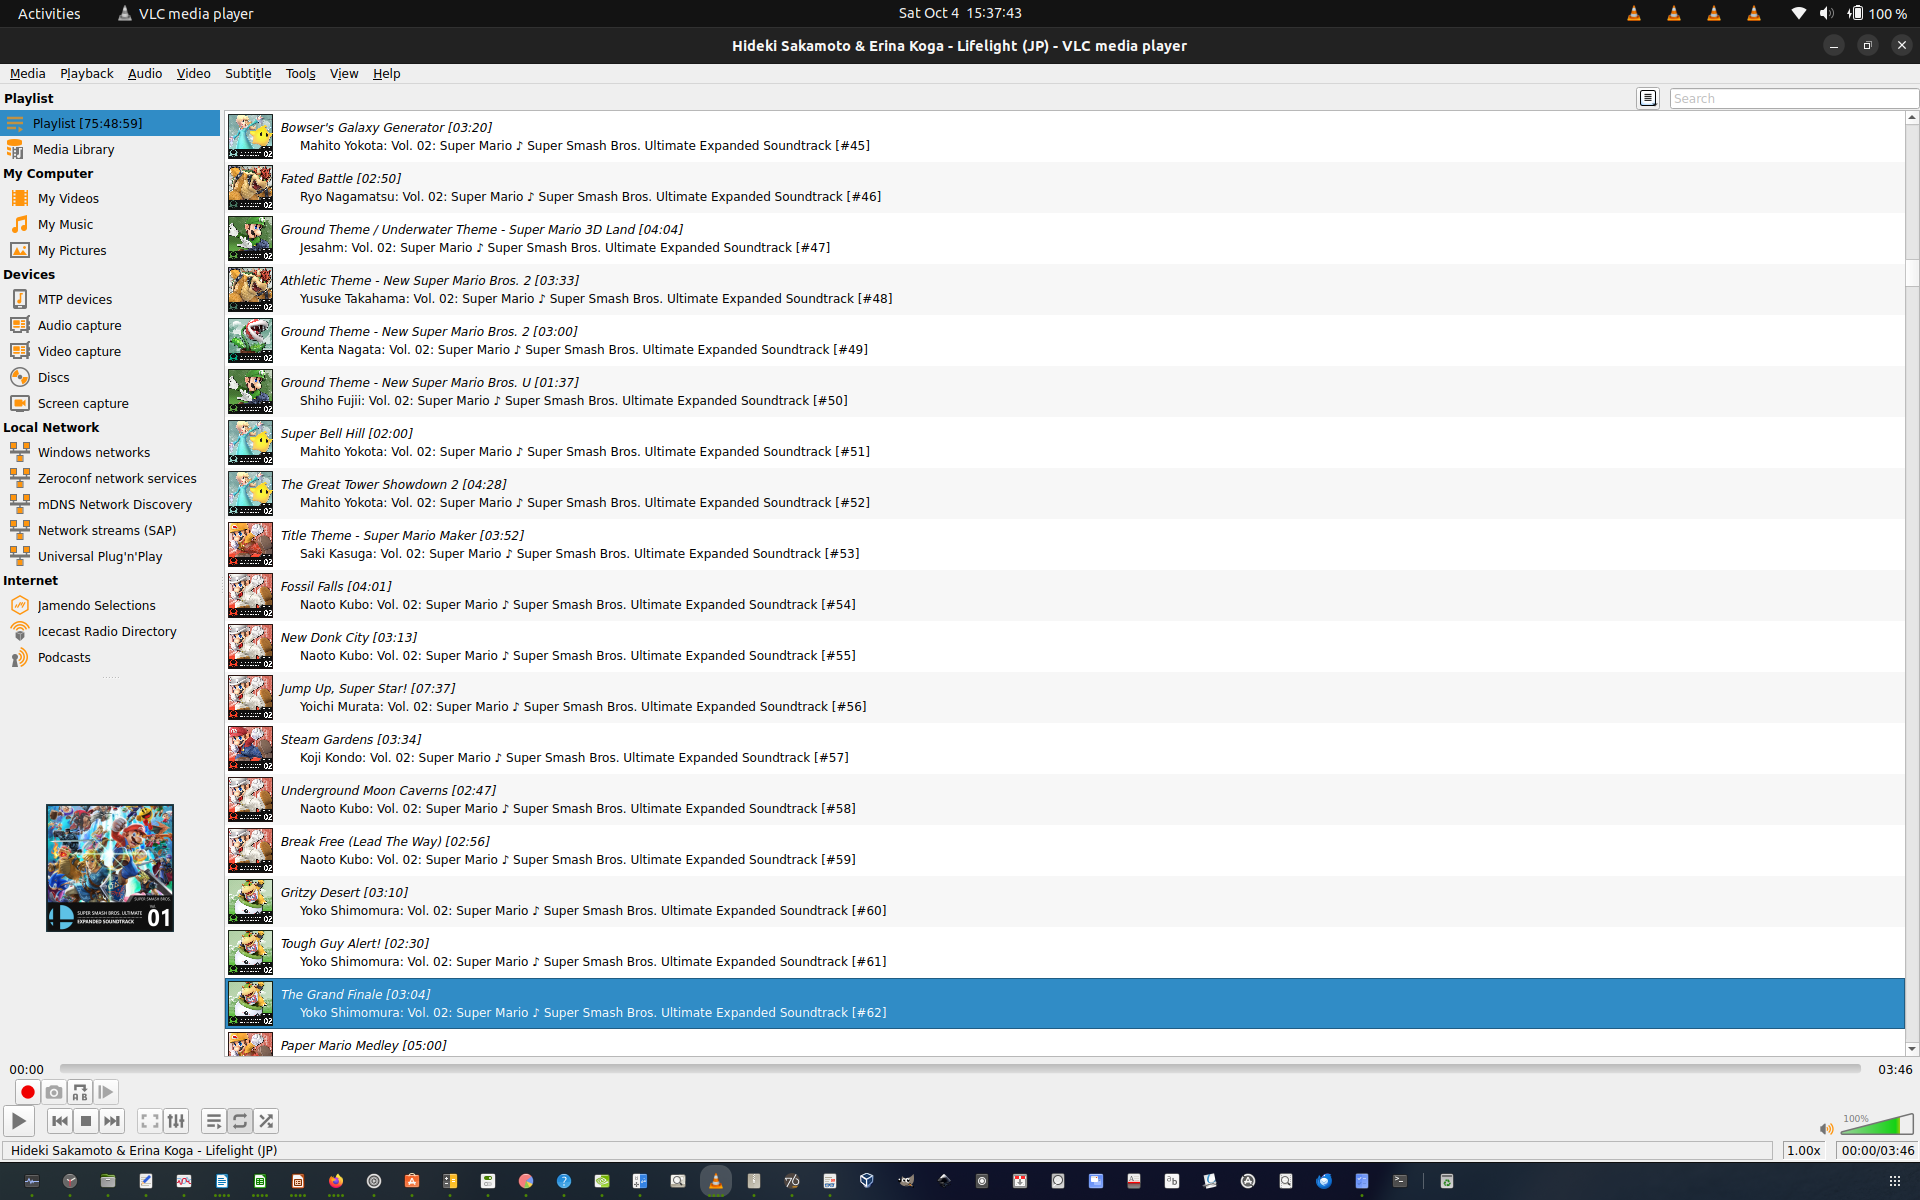 Activities
VLC media player
Sat Oct 4 15:37:43
100 %
Hideki Sakamoto & Erina Koga - Lifelight (JP) - VLC media player
Media Playback Audio Video Subtitle Tools View Help
Playlist
Search
Playlist [75:48:59]
Media Library
My Computer
My Videos
My Music
My Pictures
Devices
MTP devices
Audio capture
Video capture
Discs
Screen capture
Local Network
Windows networks
Zeroconf network services
mDNS Network Discovery
Network streams (SAP)
Universal Plug'n'Play
Internet
Jamendo Selections
Icecast Radio Directory
Podcasts
SUPER SMASH BROS. ULTIMATE
EXPANDED SOUNDTRACK
01
Bowser's Galaxy Generator [03:20]
Mahito Yokota: Vol. 02: Super Mario ♪ Super Smash Bros. Ultimate Expanded Soundtrack [#45]
Fated Battle [02:50]
Ryo Nagamatsu: Vol. 02: Super Mario ♪ Super Smash Bros. Ultimate Expanded Soundtrack [#46]
Ground Theme / Underwater Theme - Super Mario 3D Land [04:04]
Jesahm: Vol. 02: Super Mario ♪ Super Smash Bros. Ultimate Expanded Soundtrack [#47]
Athletic Theme - New Super Mario Bros. 2 [03:33]
Yusuke Takahama: Vol. 02: Super Mario ♪ Super Smash Bros. Ultimate Expanded Soundtrack [#48]
Ground Theme - New Super Mario Bros. 2 [03:00]
Kenta Nagata: Vol. 02: Super Mario ♪ Super Smash Bros. Ultimate Expanded Soundtrack [#49]
Ground Theme - New Super Mario Bros. U [01:37]
Shiho Fujii: Vol. 02: Super Mario ♪ Super Smash Bros. Ultimate Expanded Soundtrack [#50]
Super Bell Hill [02:00]
Mahito Yokota: Vol. 02: Super Mario ♪ Super Smash Bros. Ultimate Expanded Soundtrack [#51]
The Great Tower Showdown 2 [04:28]
Mahito Yokota: Vol. 02: Super Mario ♪ Super Smash Bros. Ultimate Expanded Soundtrack [#52]
Title Theme - Super Mario Maker [03:52]
Saki Kasuga: Vol. 02: Super Mario ♪ Super Smash Bros. Ultimate Expanded Soundtrack [#53]
Fossil Falls [04:01]
Naoto Kubo: Vol. 02: Super Mario ♪ Super Smash Bros. Ultimate Expanded Soundtrack [#54]
New Donk City [03:13]
Naoto Kubo: Vol. 02: Super Mario ♪ Super Smash Bros. Ultimate Expanded Soundtrack [#55]
Jump Up, Super Star! [07:37]
Yoichi Murata: Vol. 02: Super Mario ♪ Super Smash Bros. Ultimate Expanded Soundtrack [#56]
Steam Gardens [03:34]
Koji Kondo: Vol. 02: Super Mario ♪ Super Smash Bros. Ultimate Expanded Soundtrack [#57]
Underground Moon Caverns [02:47]
Naoto Kubo: Vol. 02: Super Mario ♪ Super Smash Bros. Ultimate Expanded Soundtrack [#58]
Break Free (Lead The Way) [02:56]
Naoto Kubo: Vol. 02: Super Mario ♪ Super Smash Bros. Ultimate Expanded Soundtrack [#59]
Gritzy Desert [03:10]
Yoko Shimomura: Vol. 02: Super Mario ♪ Super Smash Bros. Ultimate Expanded Soundtrack [#60]
Tough Guy Alert! [02:30]
Yoko Shimomura: Vol. 02: Super Mario ♪ Super Smash Bros. Ultimate Expanded Soundtrack [#61]
The Grand Finale [03:04]
Yoko Shimomura: Vol. 02: Super Mario ♪ Super Smash Bros. Ultimate Expanded Soundtrack [#62]
Paper Mario Medley [05:00]
00:00
03:46
100%
Hideki Sakamoto & Erina Koga - Lifelight (JP)
1.00x
00:00/03:46